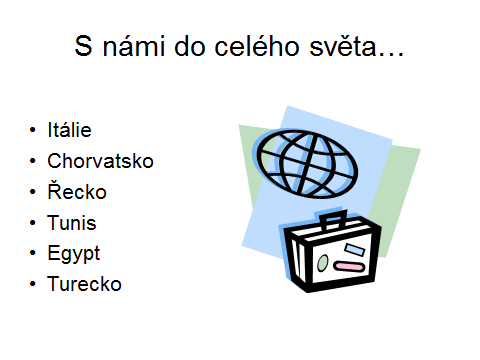 S námi do celého světa…
• Itálie
• Chorvatsko
• Řecko
• Tunis
• Egypt
• Turecko